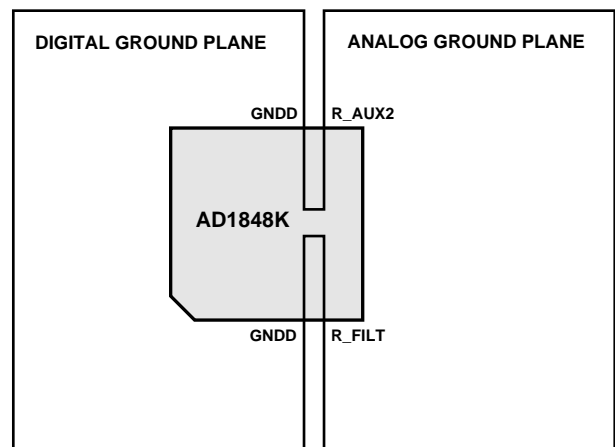 DIGITAL GROUND PLANE
ANALOG GROUND PLANE
GNDD
R_AUX2
AD1848K
GNDD
R_FILT